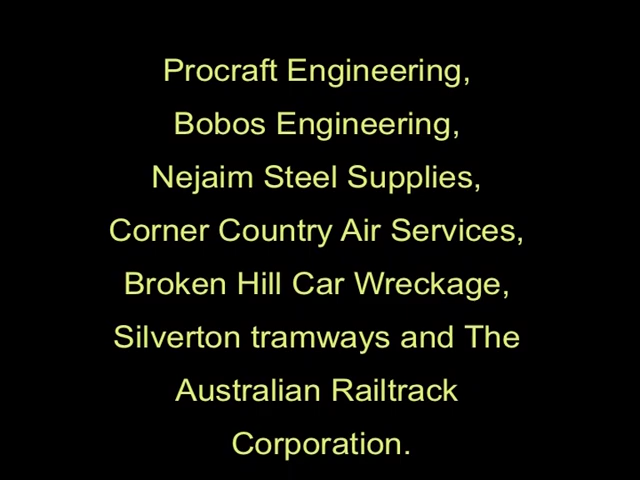 Procraft Engineering,
Bobos Engineering,
Nejaim Steel Supplies,
Corner Country Air Services,
Broken Hill Car Wreckage,
Silverton tramways and The
Australian Railtrack
Corporation.